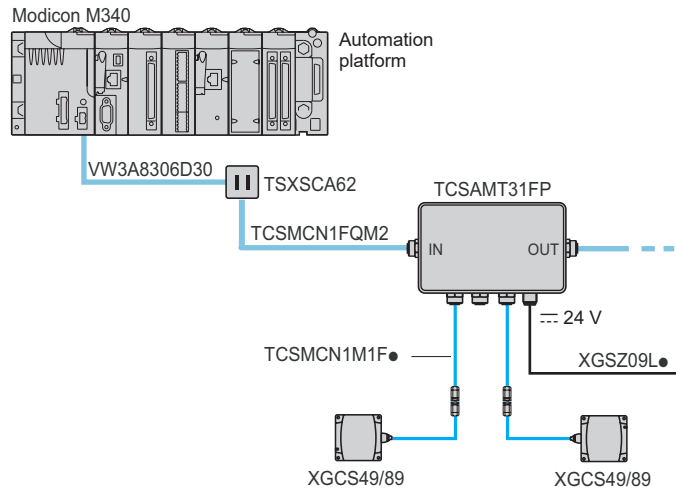 Modicon M340
Automation
platform
VW3A8306D30
TSXSCA62
TCSAMT31FP
TCSMCN1FQM2
IN
OUT
24 V
TCSMCN1M1F●
XGSZ09L●
XGCS49/89
XGCS49/89